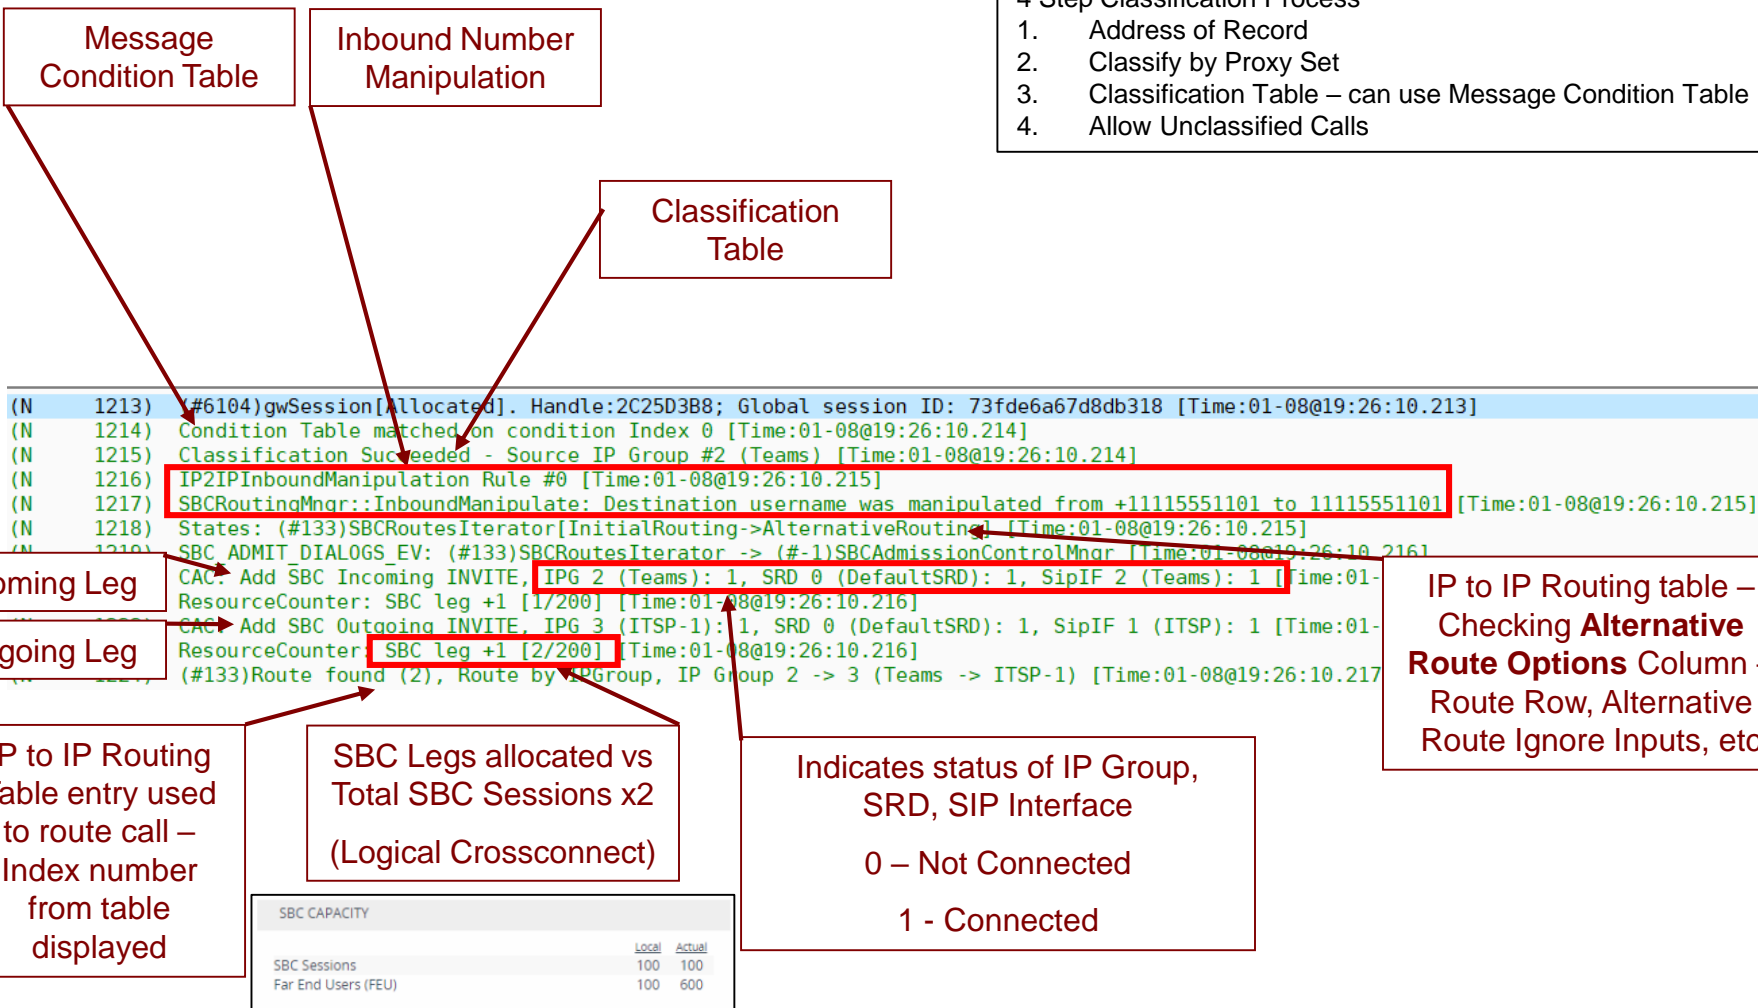 Message
Condition Table
Inbound Number
Manipulation
4 Step Classification Process
1. Address of Record
2. Classify by Proxy Set
3. Classification Table – can use Message Condition Table
4. Allow Unclassified Calls
Classification
Table
(N 1213) (#6104)gwSession[Allocated]. Handle:2C25D3B8; Global session ID: 73fde6a67d8db318 [Time:01-08@19:26:10.213]
(N 1214) Condition Table matched on condition Index 0 [Time:01-08@19:26:10.214]
(N 1215) Classification Succeeded - Source IP Group #2 (Teams) [Time:01-08@19:26:10.214]
(N 1216) IP2IPInboundManipulation Rule #0 [Time:01-08@19:26:10.215]
(N 1217) SBCRoutingMngr::InboundManipulate: Destination username was manipulated from +11115551101 to 11115551101 [Time:01-08@19:26:10.215]
(N 1218) States: (#133)SBCRoutesIterator[InitialRouting->AlternativeRouting] [Time:01-08@19:26:10.215]
(N 1219) SBC_ADMIT_DIALOGS_EV: (#133)SBCRoutesIterator -> (#-1)SBCAdmissionControlMngr [Time:01-08@19:26:10.216]
CAC: Add SBC Incoming INVITE, IPG 2 (Teams): 1, SRD 0 (DefaultSRD): 1, SipIF 2 (Teams): 1 [Time:01-
ResourceCounter: SBC leg +1 [1/200] [Time:01-08@19:26:10.216]
CAC: Add SBC Outgoing INVITE, IPG 3 (ITSP-1): 1, SRD 0 (DefaultSRD): 1, SipIF 1 (ITSP): 1 [Time:01-
ResourceCounter: SBC leg +1 [2/200] [Time:01-08@19:26:10.216]
(#133)Route found (2), Route by IPGroup, IP Group 2 -> 3 (Teams -> ITSP-1) [Time:01-08@19:26:10.217
oming Leg
going Leg
IP to IP Routing table –
Checking Alternative
Route Options Column -
Route Row, Alternative
Route Ignore Inputs, etc
P to IP Routing
able entry used
to route call –
Index number
from table
displayed
SBC Legs allocated vs
Total SBC Sessions x2
(Logical Crossconnect)
Indicates status of IP Group,
SRD, SIP Interface
0 – Not Connected
1 - Connected
SBC CAPACITY
Local Actual
SBC Sessions 100 100
Far End Users (FEU) 100 600